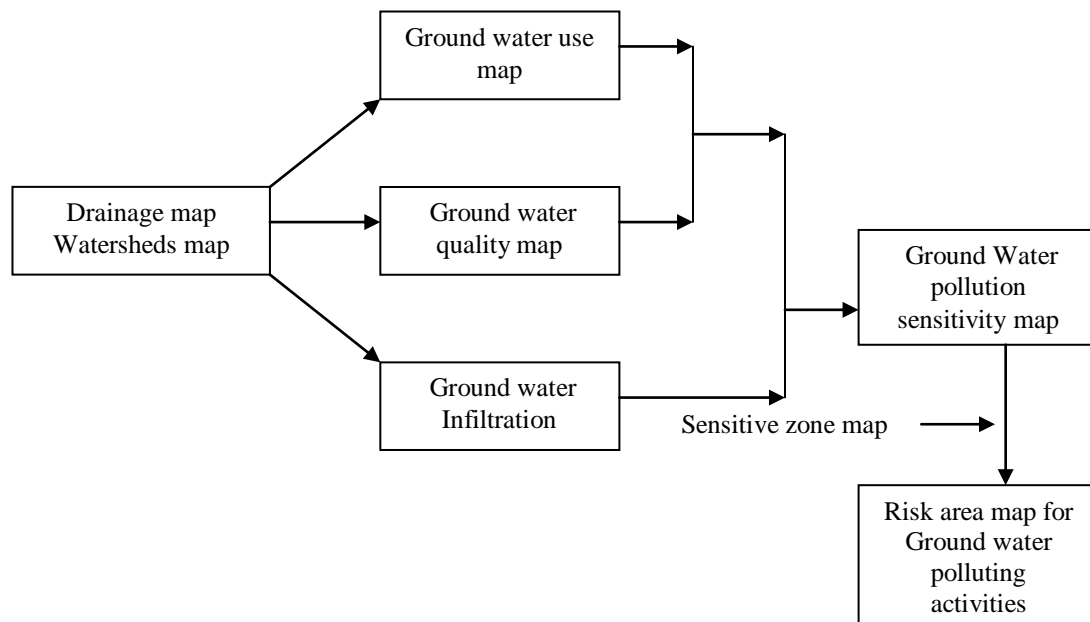 Ground water use
map
Drainage map
Watersheds map
Ground water
quality map
Ground water
Infiltration
Ground Water
pollution
sensitivity map
Sensitive zone map
Risk area map for
Ground water
polluting
activities